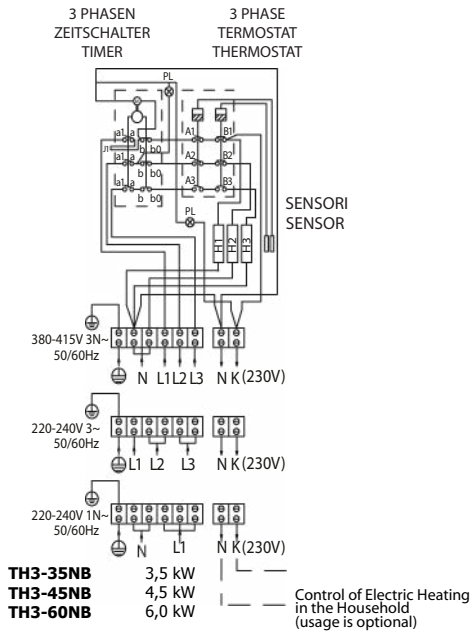 3 PHASEN
ZEITSCHALTER
TIMER
3 PHASE
TERMOSTAT
THERMOSTAT
PL
a1 a b b0
J1
A1 B1
a1 a b b0
A2 B2
a1 a b b0
A3 B3
SENSORI
SENSOR
PL
H1 H2 H3
380-415V 3N~
50/60Hz
N L1 L2 L3 N K (230V)
220-240V 3~
50/60Hz
L1 L2 L3 N K (230V)
220-240V 1N~
50/60Hz
N L1 N K (230V)
TH3-35NB 3,5 kW
TH3-45NB 4,5 kW
TH3-60NB 6,0 kW
Control of Electric Heating
in the Household
(usage is optional)